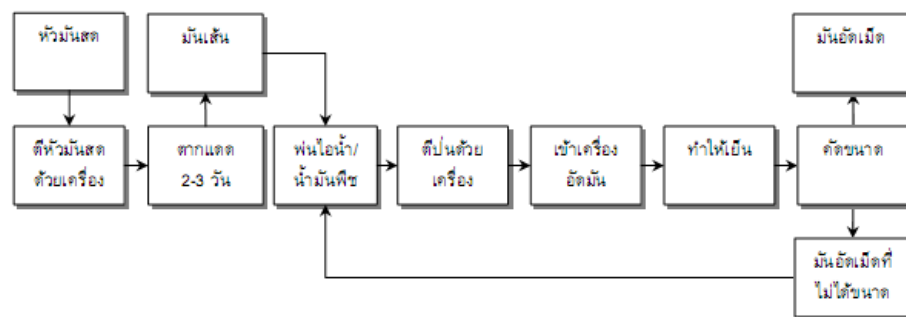 หัวมันสด
มันเส้น
มันอัดเม็ด
ตีหัวมันสด
ด้วยเครื่อง
ตากแดด
2-3 วัน
พ่นไอน้ำ/
น้ำมันพืช
ตีป่นด้วย
เครื่อง
เข้าเครื่อง
อัดมัน
ทำให้เย็น
คัดขนาด
มันอัดเม็ดที่
ไม่ได้ขนาด